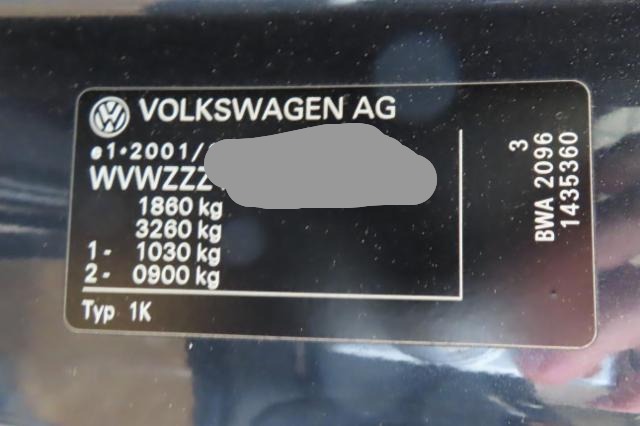 VOLKSWAGEN AG
e1*2001/
WVWZZZ
1860 kg
3260 kg
1- 1030 kg
2- 0900 kg
Typ 1K
3
BWA 2096
1435360